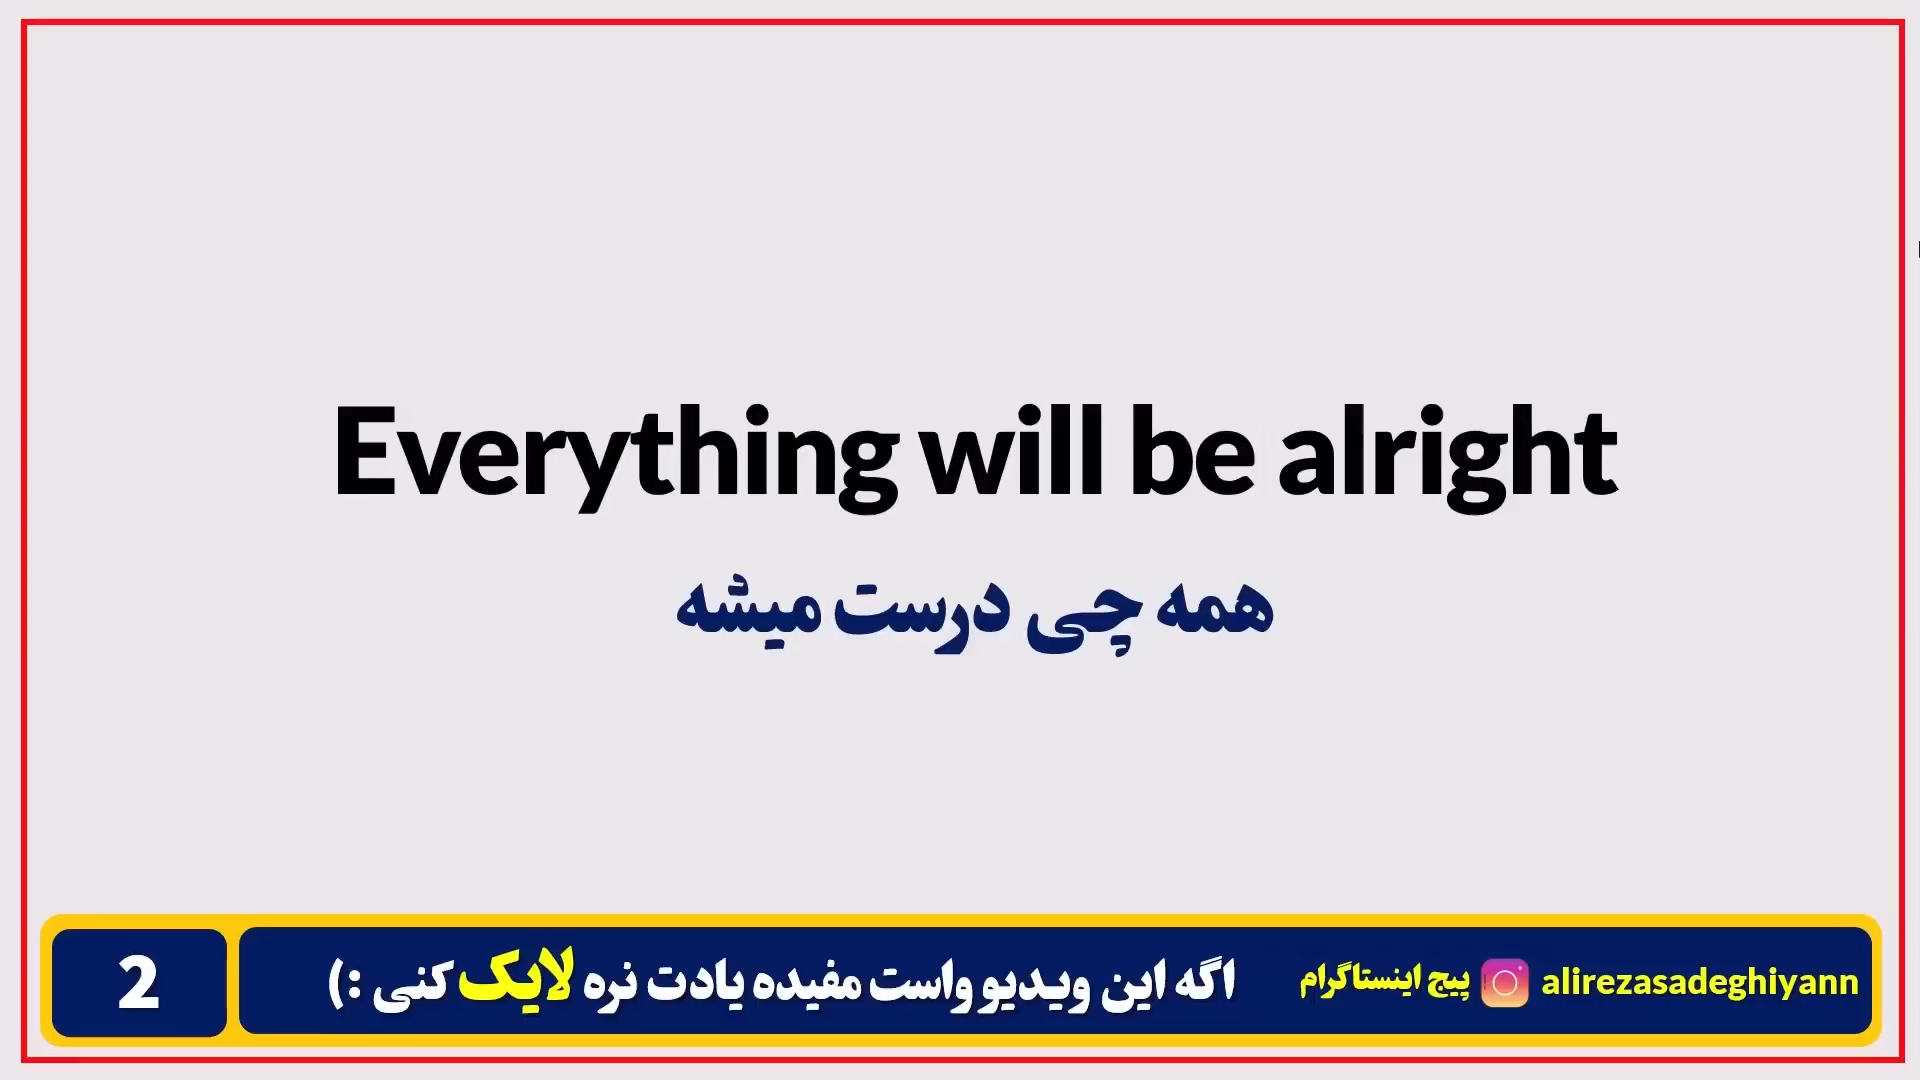 Everything will be alright
همه چی درست میشه
2
اگه این ویدیو واست مفیده یادت نره لایک کنی :)
پیج اینستاگرام
alirezasadeghiyann